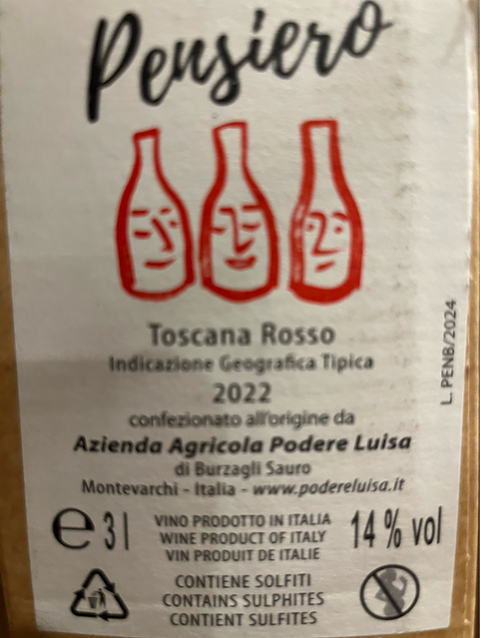 Pensiero
Toscana Rosso
Indicazione Geografica Tipica
2022
confezionato all'origine da
Azienda Agricola Podere Luisa
di Burzagli Sauro
Montevarchi - Italia - www.podereluisa.it
e 3 l
VINO PRODOTTO IN ITALIA
WINE PRODUCT OF ITALY
VIN PRODUIT DE ITALIE
14 % vol
CONTIENE SOLFITI
CONTAINS SULPHITES
CONTIENT SULFITES
L. PENB/2024